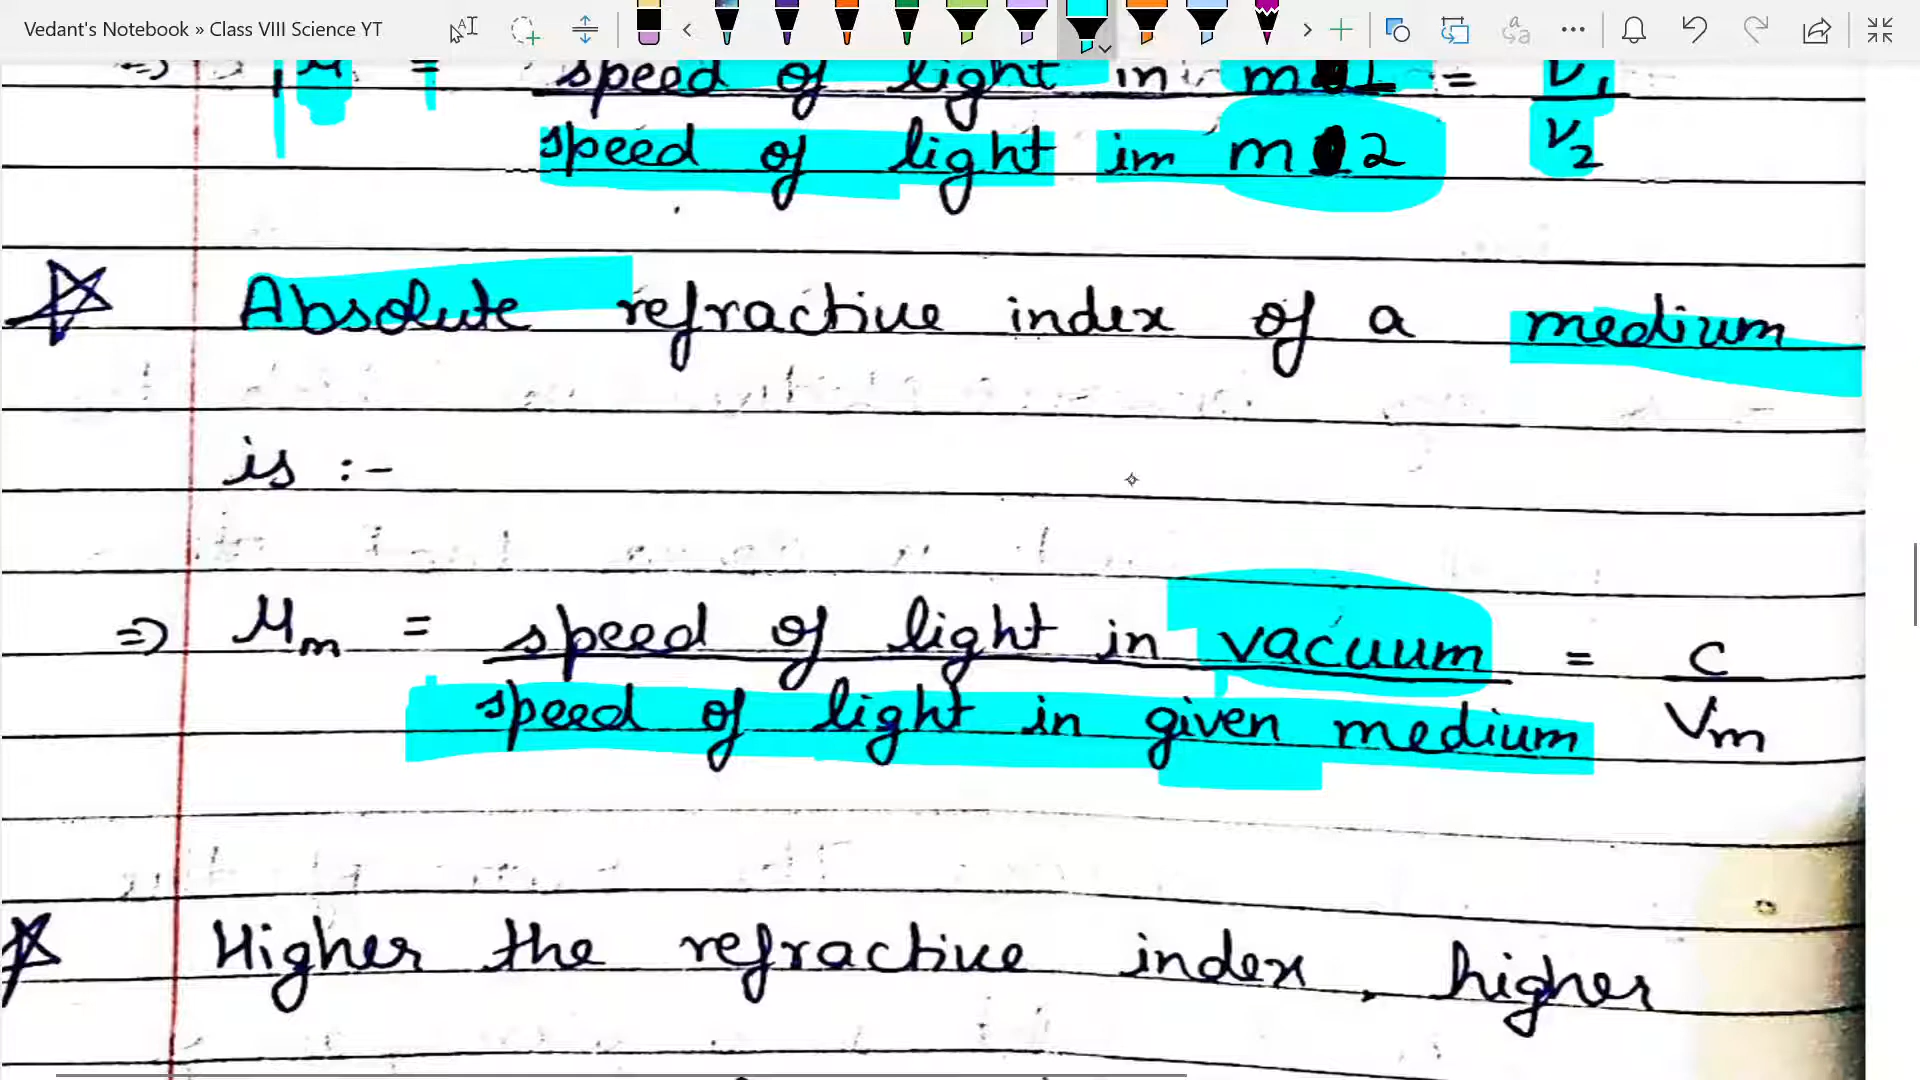 Vedant's Notebook » Class VIII Science YT
=> μ = speed of light in m 1 = V1
speed of light in m 2 V2
Absolute refractive index of a medium
is :-
=> μm = speed of light in vacuum = c
speed of light in given medium Vm
Higher the refractive index, higher